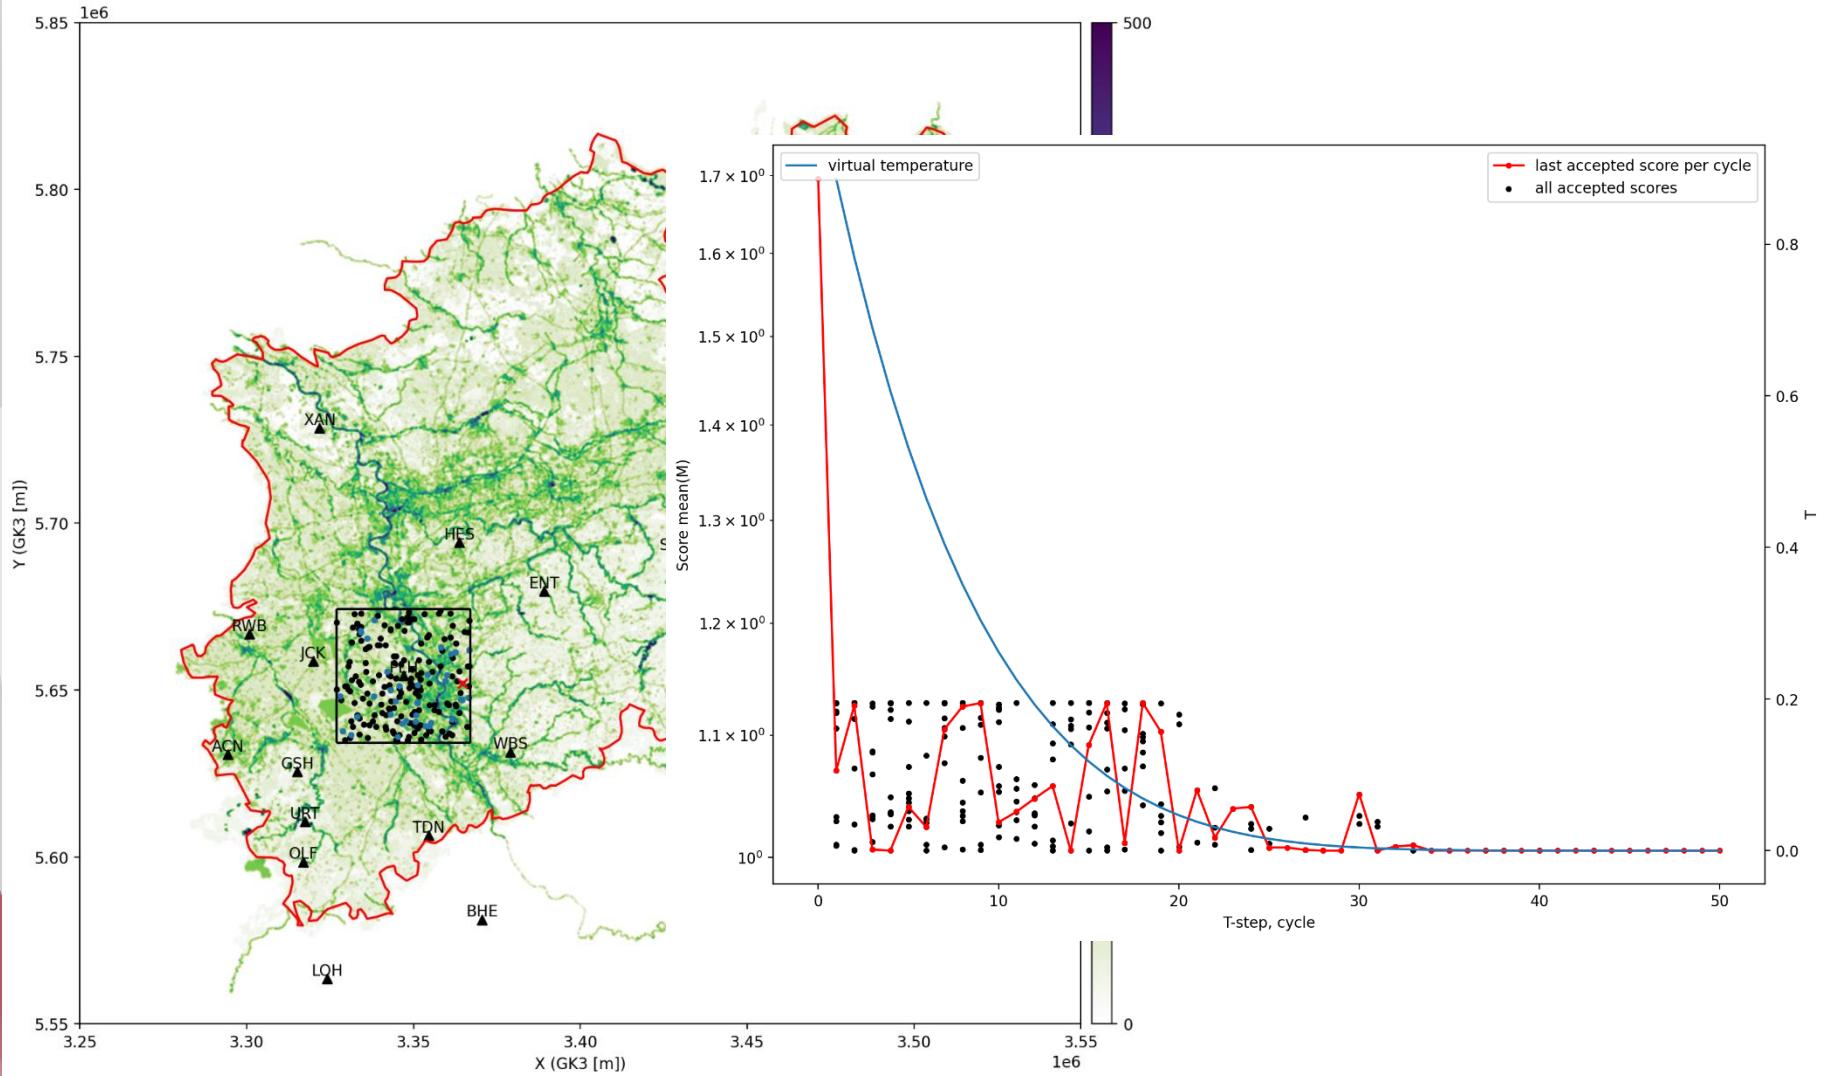 1e6
5.85
5.80
5.75
5.70
5.65
5.60
5.55
Y (GK3 [m])
3.25
3.30
3.35
3.40
3.45
3.50
3.55
1e6
X (GK3 [m])
500
0
XAN
HES
ENT
S
RWB
JCK
ACN
GSH
WBS
URT
TDN
OLF
BHE
LOH
virtual temperature
last accepted score per cycle
all accepted scores
1.7 × 10⁰
1.6 × 10⁰
1.5 × 10⁰
1.4 × 10⁰
1.3 × 10⁰
1.2 × 10⁰
1.1 × 10⁰
10⁰
Score mean(M)
0.8
0.6
0.4
0.2
0.0
T
0
10
20
30
40
50
T-step, cycle